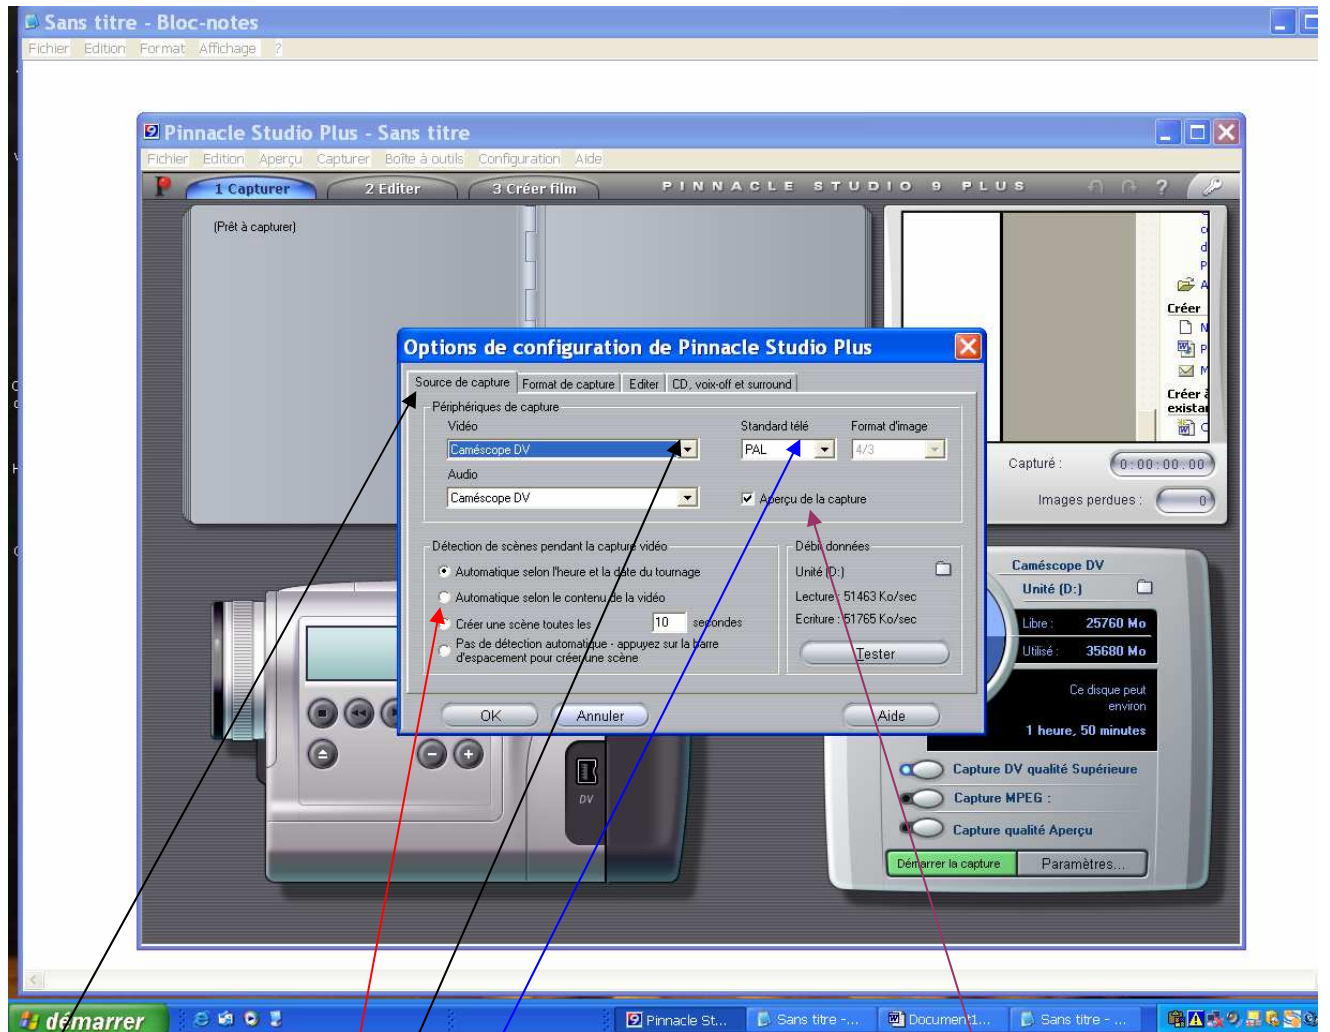 Sans titre - Bloc-notes
Fichier Edition Format Affichage ?
Pinnacle Studio Plus - Sans titre
Fichier Edition Aperçu Capturer Boîte à outils Configuration Aide
1 Capturer 2 Editer 3 Créer film PINNACLE STUDIO 9 PLUS ?
(Prêt à capturer)
Créer
Créer à
existar
Options de configuration de Pinnacle Studio Plus
Source de capture Format de capture Editer CD, voix-off et surround
Périphériques de capture
Vidéo Standard télé Format d'image
Caméscope DV PAL 4/3
Audio
Caméscope DV Aperçu de la capture
Capturé : 0:00:00.00
Images perdues : 0
Détection de scènes pendant la capture vidéo
Automatique selon l'heure et la date du tournage
Automatique selon le contenu de la vidéo
Créer une scène toutes les 10 secondes
Pas de détection automatique - appuyez sur la barre
d'espacement pour créer une scène
Débit données
Unité (D:)
Lecture : 51463 Ko/sec
Ecriture : 51765 Ko/sec
Tester
OK Annuler Aide
Caméscope DV
Unité (D:)
Libre : 25760 Mo
Utilisé : 35680 Mo
Ce disque peut
environ
1 heure, 50 minutes
Capture DV qualité Supérieure
Capture MPEG :
Capture qualité Aperçu
Démarrer la capture Paramètres...
DV
démarrer Pinnacle St... Sans titre -... Document1... Sans titre - ...